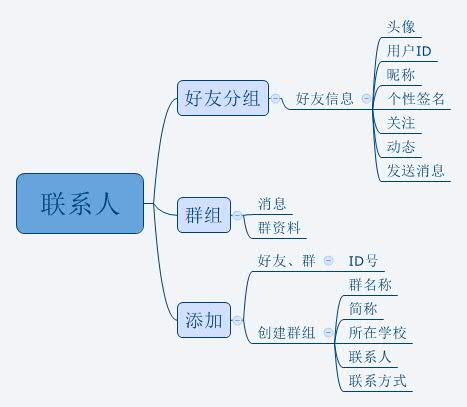 联系人
好友分组
好友信息
头像
用户ID
昵称
个性签名
关注
动态
发送消息
群组
消息
群资料
添加
好友、群
ID号
创建群组
群名称
简称
所在学校
联系人
联系方式